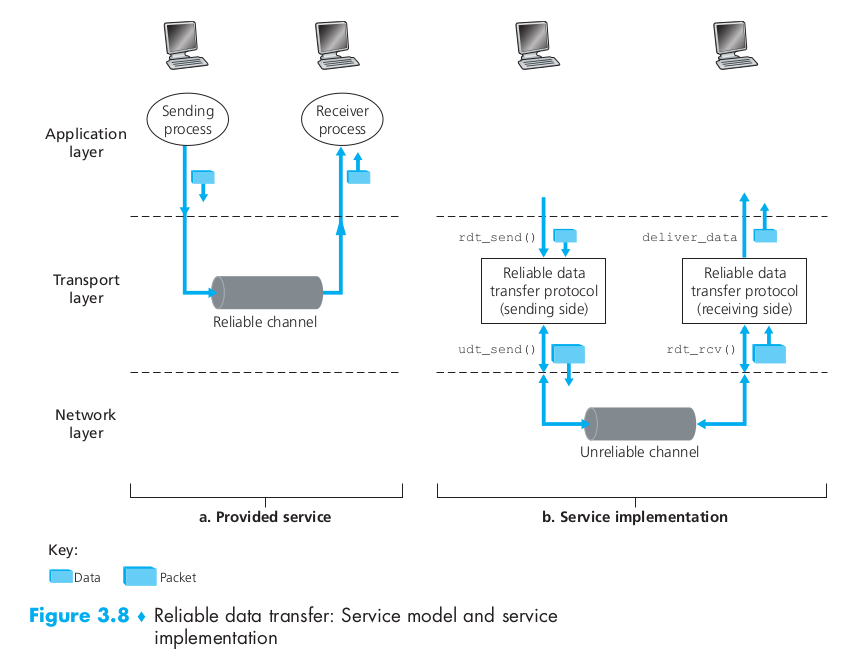 Sending
process
Receiver
process
Application
layer
rdt_send()
deliver_data
Transport
layer
Reliable channel
Reliable data
transfer protocol
(sending side)
Reliable data
transfer protocol
(receiving side)
udt_send()
rdt_rcv()
Network
layer
Unreliable channel
a. Provided service
b. Service implementation
Key:
Data
Packet
Figure 3.8 ♦ Reliable data transfer: Service model and service
implementation